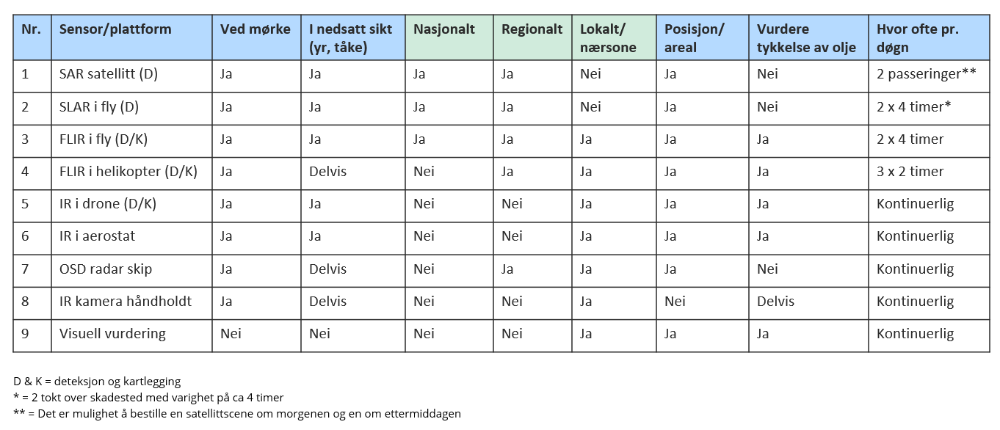 Nr. Sensor/plattform Ved mørke I nedsatt sikt (yr, tåke) Nasjonalt Regionalt Lokalt/ nærsone Posisjon/ areal Vurdere tykkelse av olje Hvor ofte pr. døgn
1 SAR satellitt (D) Ja Ja Ja Ja Nei Ja Nei 2 passeringer**
2 SLAR i fly (D) Ja Ja Ja Ja Nei Ja Nei 2 x 4 timer*
3 FLIR i fly (D/K) Ja Ja Ja Ja Ja Ja Ja 2 x 4 timer
4 FLIR i helikopter (D/K) Ja Delvis Nei Ja Ja Ja Ja 3 x 2 timer
5 IR i drone (D/K) Ja Ja Nei Nei Ja Ja Ja Kontinuerlig
6 IR i aerostat Ja Ja Nei Nei Ja Ja Ja Kontinuerlig
7 OSD radar skip Ja Delvis Nei Ja Ja Ja Nei Kontinuerlig
8 IR kamera håndholdt Ja Delvis Nei Nei Ja Nei Delvis Kontinuerlig
9 Visuell vurdering Nei Nei Nei Nei Ja Ja Ja Kontinuerlig
D & K = deteksjon og kartlegging
* = 2 tokt over skadested med varighet på ca 4 timer
** = Det er mulighet å bestille en satellittscene om morgenen og en om ettermiddagen